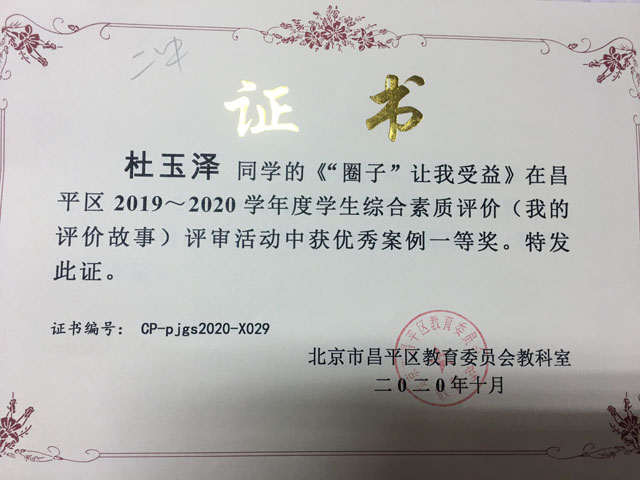 证书
杜玉泽 同学的《“圈子”让我受益》在昌
平区 2019～2020 学年度学生综合素质评价（我的
评价故事）评审活动中获优秀案例一等奖。特发
此证。
证书编号： CP-pjgs2020-X029
北京市昌平区教育委员会教科室
二〇二〇年十月